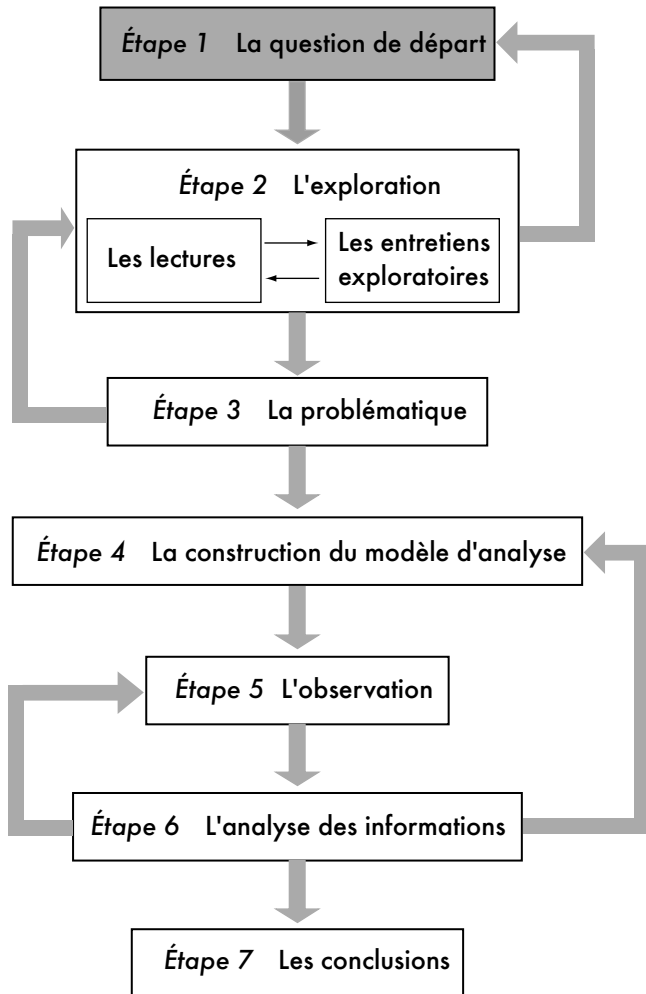 Étape 1 La question de départ
Étape 2 L'exploration
Les lectures
Les entretiens
exploratoires
Étape 3 La problématique
Étape 4 La construction du modèle d'analyse
Étape 5 L'observation
Étape 6 L'analyse des informations
Étape 7 Les conclusions